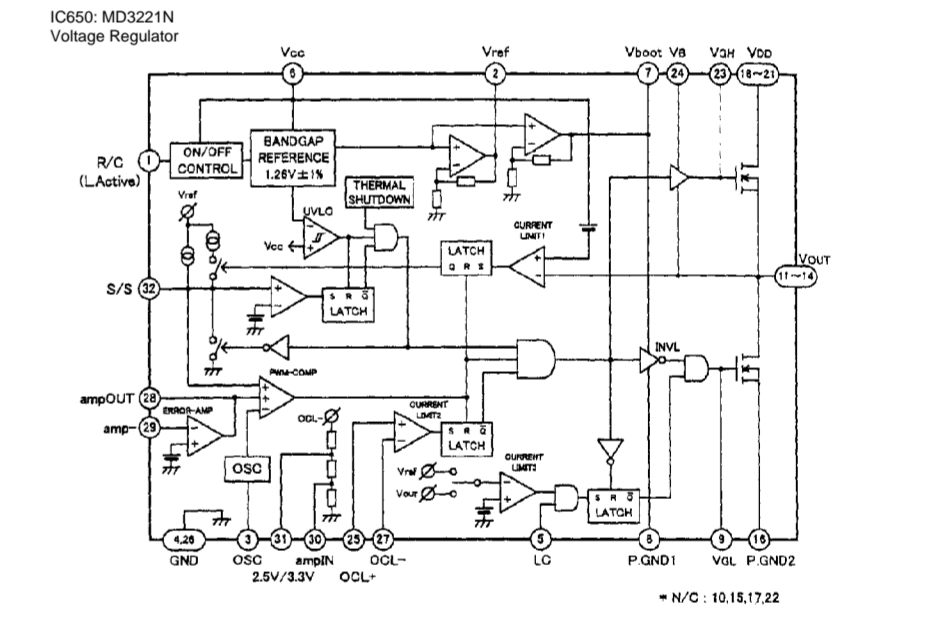 IC650: MD3221N
Voltage Regulator
Vcc Vref Vboot VB VGH VDD
6 2 7 24 23 18~21
R/C 1
(L.Active)
ON/OFF
CONTROL
BANDGAP
REFERENCE
1.26V±1%
THERMAL
SHUTDOWN
Vref
UVLO
Vcc
CURRENT
LIMIT1
LATCH
Q R S
VOUT
11~14
S/S 32
S R Q̅
LATCH
INVL
PWM-COMP
ampOUT 28
ERROR-AMP
amp- 29
OCL-
CURRENT
LIMIT2
S R Q̅
LATCH
OSC
Vref
Vout
CURRENT
LIMIT3
S R Q̅
LATCH
4,26 3 31 30 25 27 5 8 9 16
GND OSC ampIN OCL- LC P.GND1 VGL P.GND2
2.5V/3.3V OCL+
* N/C : 10,15,17,22